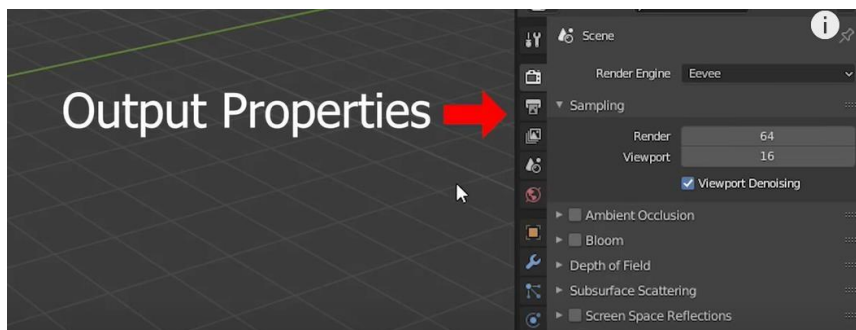 Scene
Render Engine Eevee
Output Properties
Sampling
Render 64
Viewport 16
Viewport Denoising
Ambient Occlusion
Bloom
Depth of Field
Subsurface Scattering
Screen Space Reflections